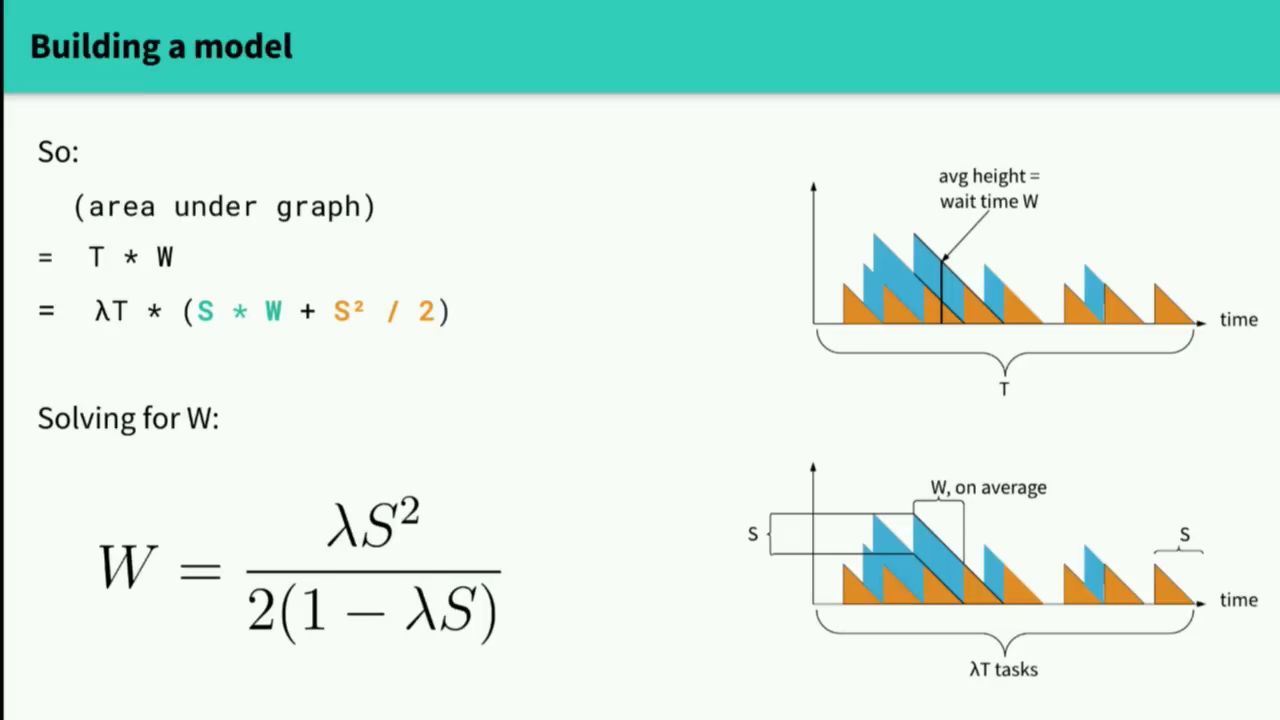 Building a model
So:
(area under graph)
= T * W
= λT * (S * W + S² / 2)
Solving for W:
W = λS² / 2(1 − λS)
avg height =
wait time W
time
T
W, on average
S
S
time
λT tasks